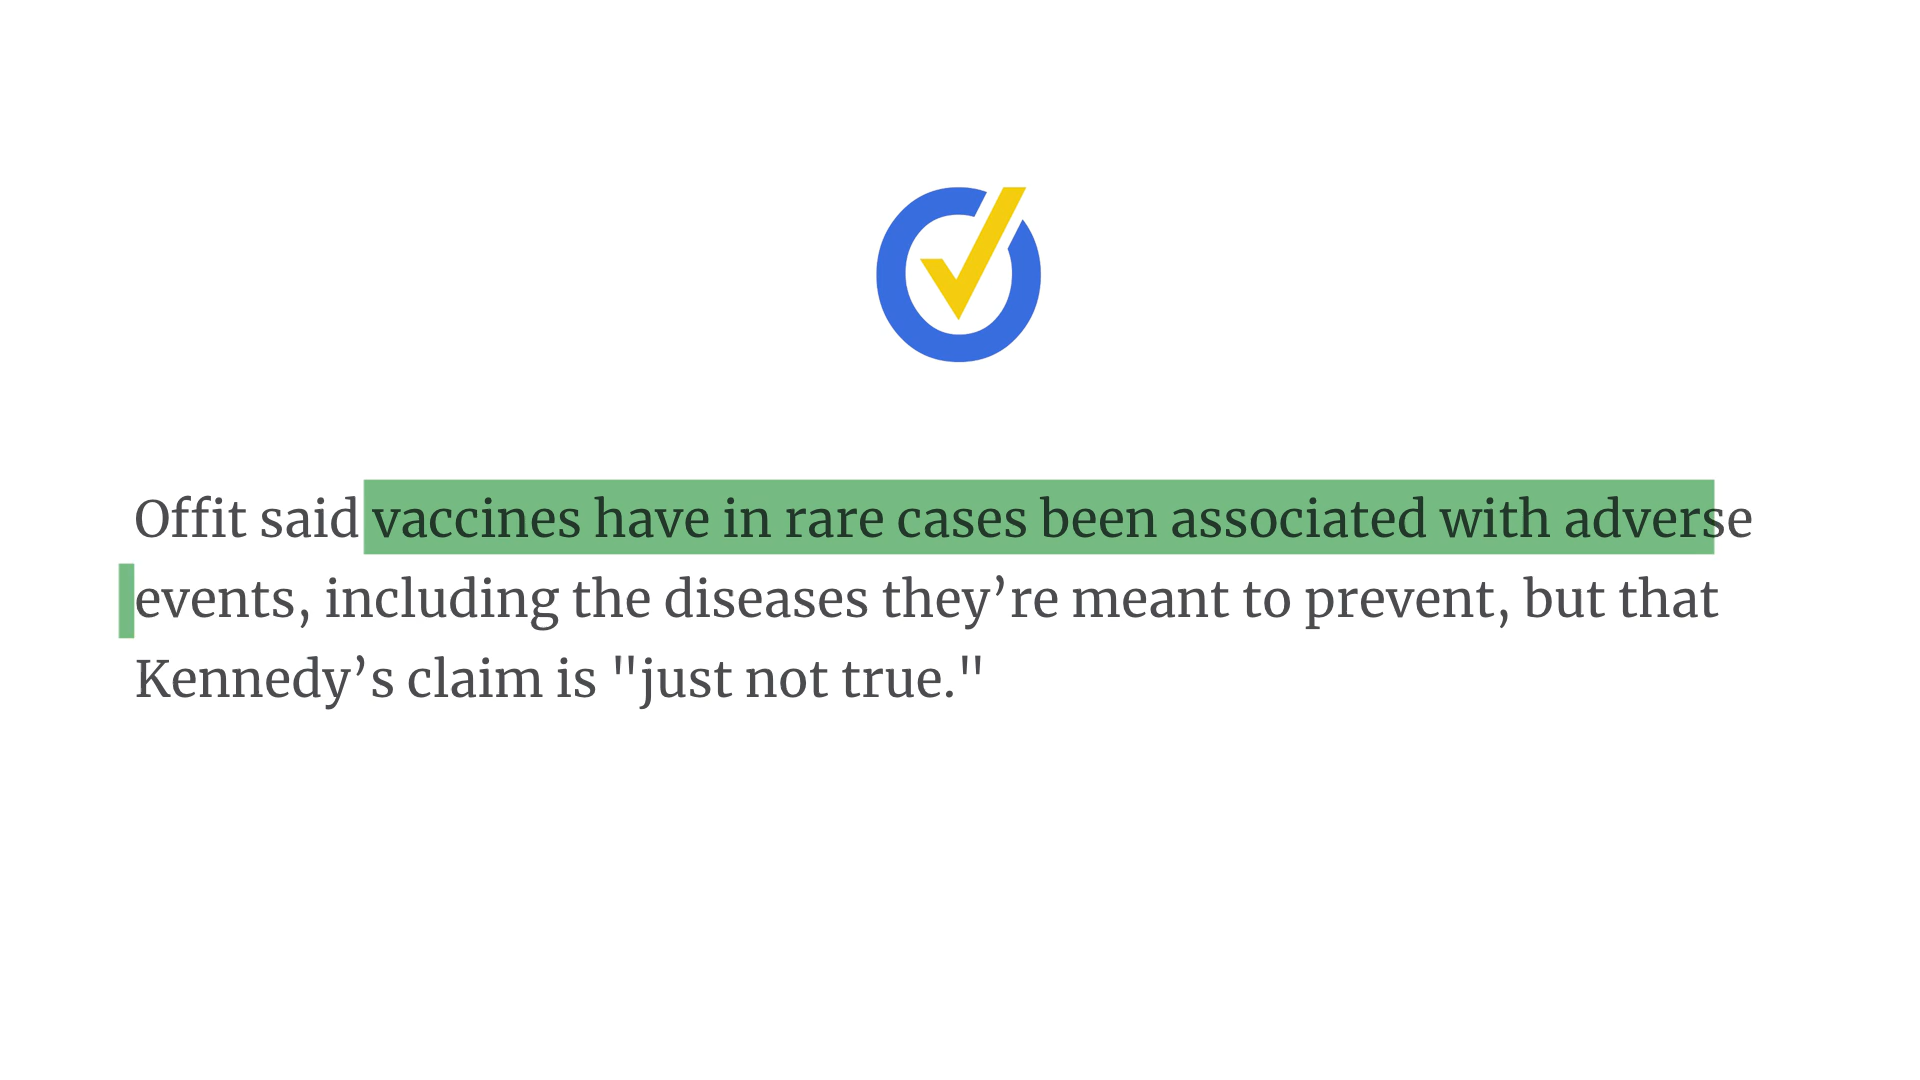 Offit said vaccines have in rare cases been associated with adverse
events, including the diseases they’re meant to prevent, but that
Kennedy’s claim is "just not true."